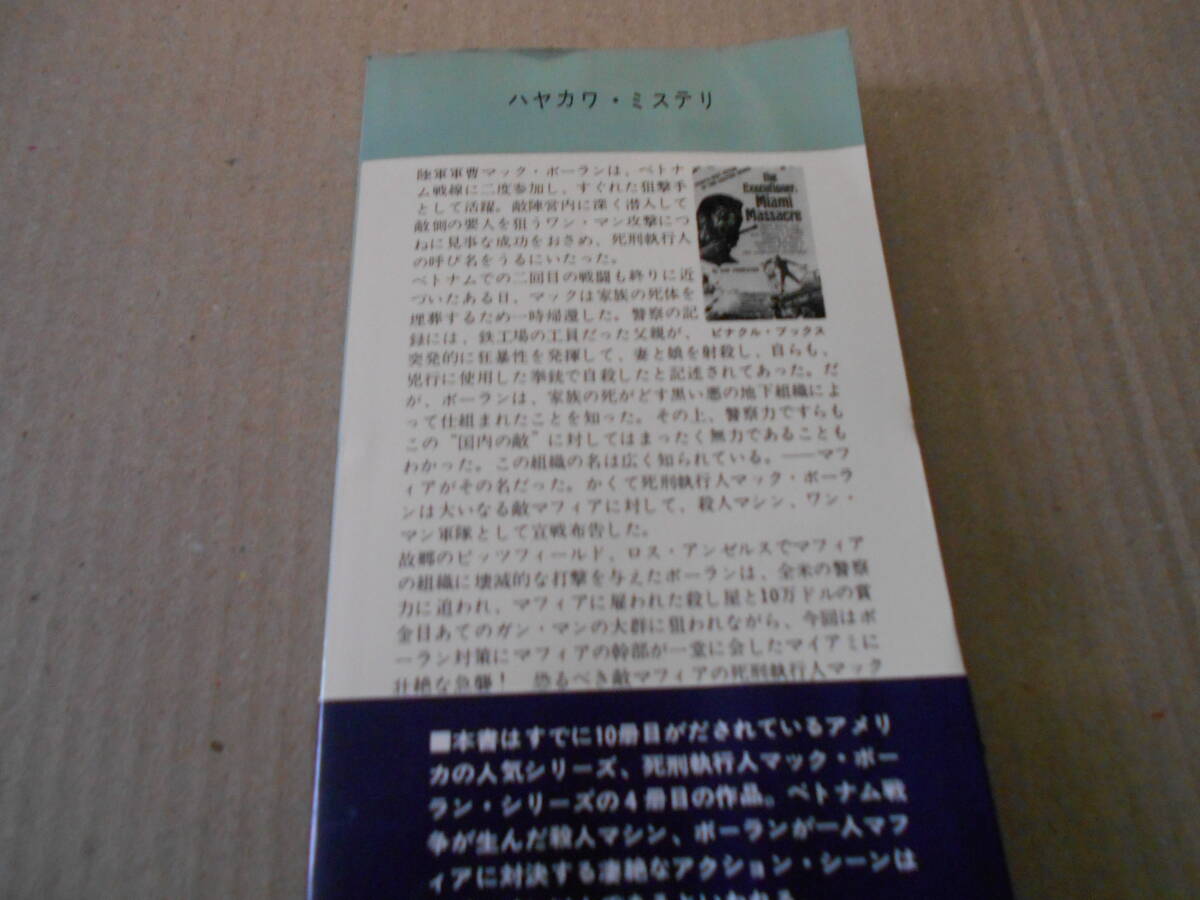 ハヤカワ・ミステリ
陸軍軍曹マック・ボーランは、ベトナ
ム戦線に二度参加し、すぐれた狙撃手
として活躍。敵陣営内に深く潜入して
敵側の要人を狙うワン・マン攻撃につ
ねに見事な成功をおさめ、死刑執行人
の呼び名をうるにいたった。
ベトナムでの二回目の戦闘も終りに近
づいたある日、マックは家族の死体を
埋葬するため一時帰還した。警察の記
録には、鉄工場の工員だった父親が、
突発的に狂暴性を発揮して、妻と娘を射殺し、自らも、
兇行に使用した拳銃で自殺したと記述されてあった。だ
が、ボーランは、家族の死がどす黒い悪の地下組織によ
って仕組まれたことを知った。その上、警察力ですらも
この"国内の敵"に対してはまったく無力であることも
わかった。この組織の名は広く知られている。――マフ
ィアがその名だった。かくて死刑執行人マック・ボーラ
ンは大いなる敵マフィアに対して、殺人マシン、ワン・
マン軍隊として宣戦布告した。
故郷のピッツフィールド、ロス・アンゼルスでマフィア
の組織に壊滅的な打撃を与えたボーランは、全米の警察
力に追われ、マフィアに雇われた殺し屋と10万ドルの賞
金目あてのガン・マンの大群に狙われながら、今回はボ
ーラン対策にマフィアの幹部が一堂に会したマイアミに
壮絶な急襲！ 恐るべき敵マフィアの死刑執行人マック
The
Executioner:
Miami
Massacre
ピナクル・ブックス
■本書はすでに10册目がだされているアメリ
カの人気シリーズ、死刑執行人マック・ボー
ラン・シリーズの4册目の作品。ベトナム戦
争が生んだ殺人マシン、ボーランが一人マフ
ィアに対決する凄絶なアクション・シーンは